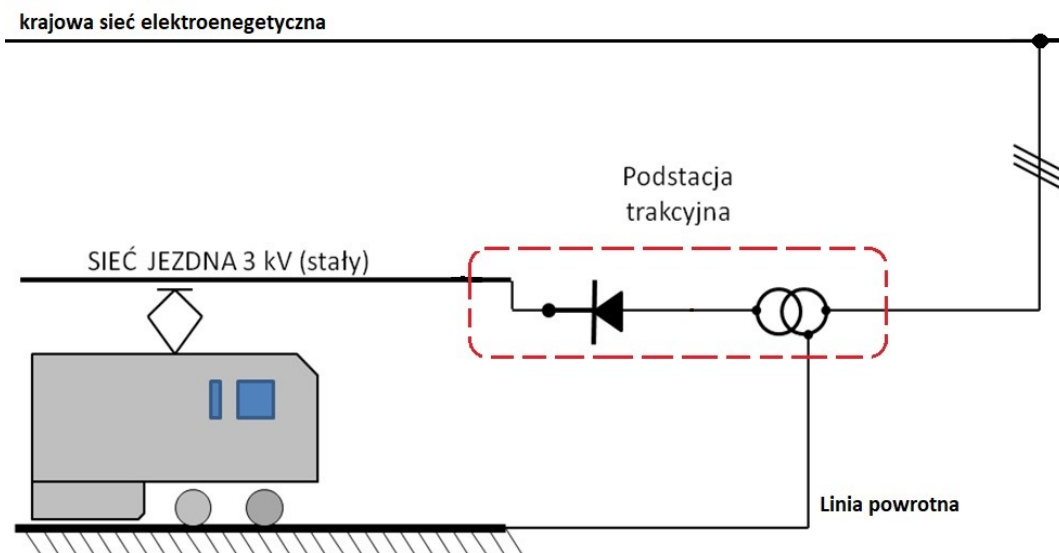 krajowa sieć elektroenegetyczna
Podstacja
trakcyjna
SIEĆ JEZDNA 3 kV (stały)
Linia powrotna